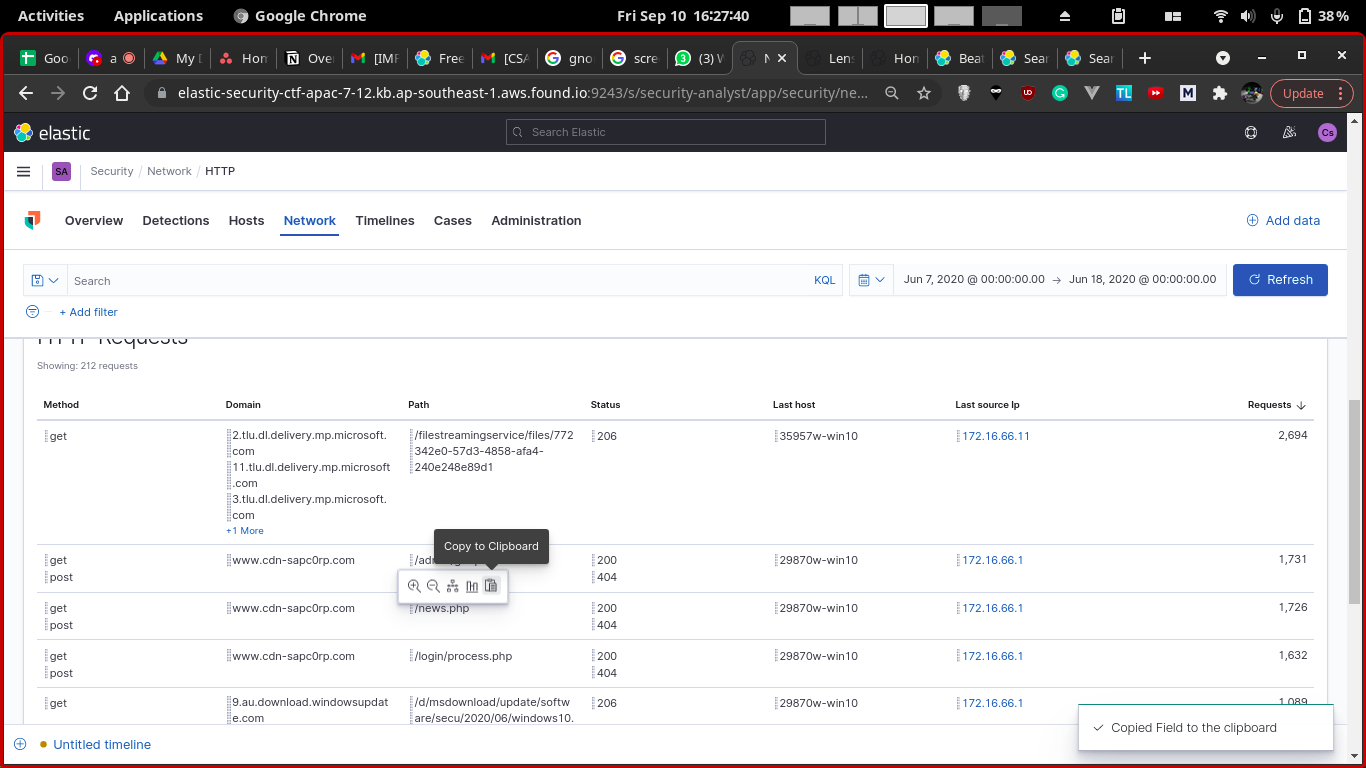 Activities Applications Google Chrome Fri Sep 10 16:27:40 38%
Goo a My Hon Ove [IMF Free [CSA gno scre (3) N Lens Hom Beat Sear Sear
elastic-security-ctf-apac-7-12.kb.ap-southeast-1.aws.found.io:9243/s/security-analyst/app/security/ne... Update
elastic Search Elastic Cs
SA Security / Network / HTTP
Overview Detections Hosts Network Timelines Cases Administration Add data
Search KQL Jun 7, 2020 @ 00:00:00.00 → Jun 18, 2020 @ 00:00:00.00 Refresh
+ Add filter
HTTP Requests
Showing: 212 requests
Method Domain Path Status Last host Last source Ip Requests
get 2.tlu.dl.delivery.mp.microsoft. /filestreamingservice/files/772 206 35957w-win10 172.16.66.11 2,694
com 342e0-57d3-4858-afa4-
11.tlu.dl.delivery.mp.microsoft 240e248e89d1
.com
3.tlu.dl.delivery.mp.microsoft.
com
+1 More
Copy to Clipboard
get www.cdn-sapc0rp.com 200 29870w-win10 172.16.66.1 1,731
post 404
get www.cdn-sapc0rp.com /news.php 200 29870w-win10 172.16.66.1 1,726
post 404
get www.cdn-sapc0rp.com /login/process.php 200 29870w-win10 172.16.66.1 1,632
post 404
get 9.au.download.windowsupdat /d/msdownload/update/softw 206 29870w-win10 172.16.66.1 1,089
e.com are/secu/2020/06/windows10.
Untitled timeline
Copied Field to the clipboard